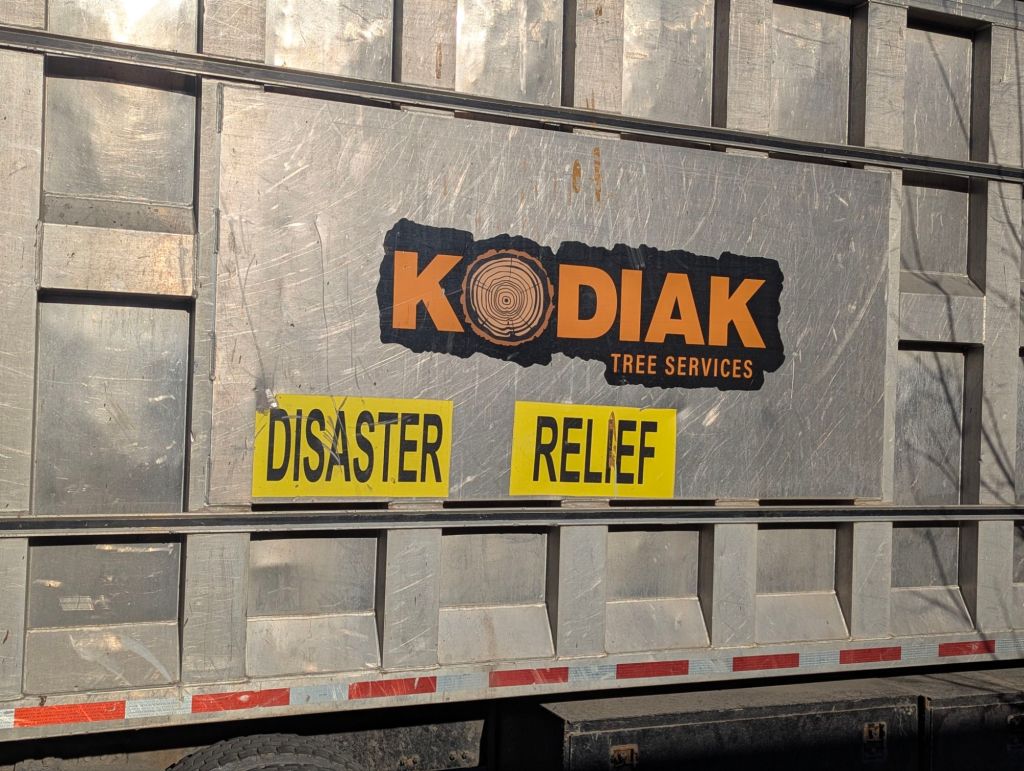 KODIAK
TREE SERVICES
DISASTER RELIEF